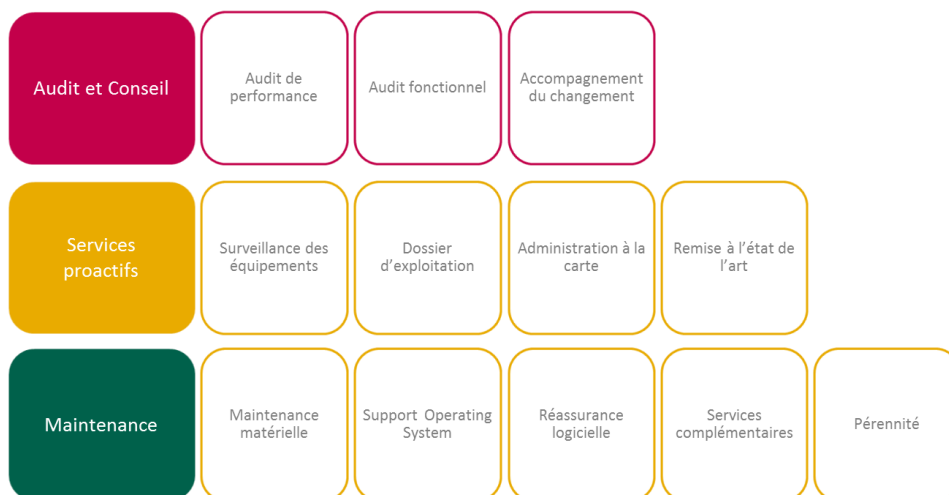 Audit et Conseil
Audit de
performance
Audit fonctionnel
Accompagnement
du changement
Services
proactifs
Surveillance des
équipements
Dossier
d’exploitation
Administration à la
carte
Remise à l’état de
l’art
Maintenance
Maintenance
matérielle
Support Operating
System
Réassurance
logicielle
Services
complémentaires
Pérennité